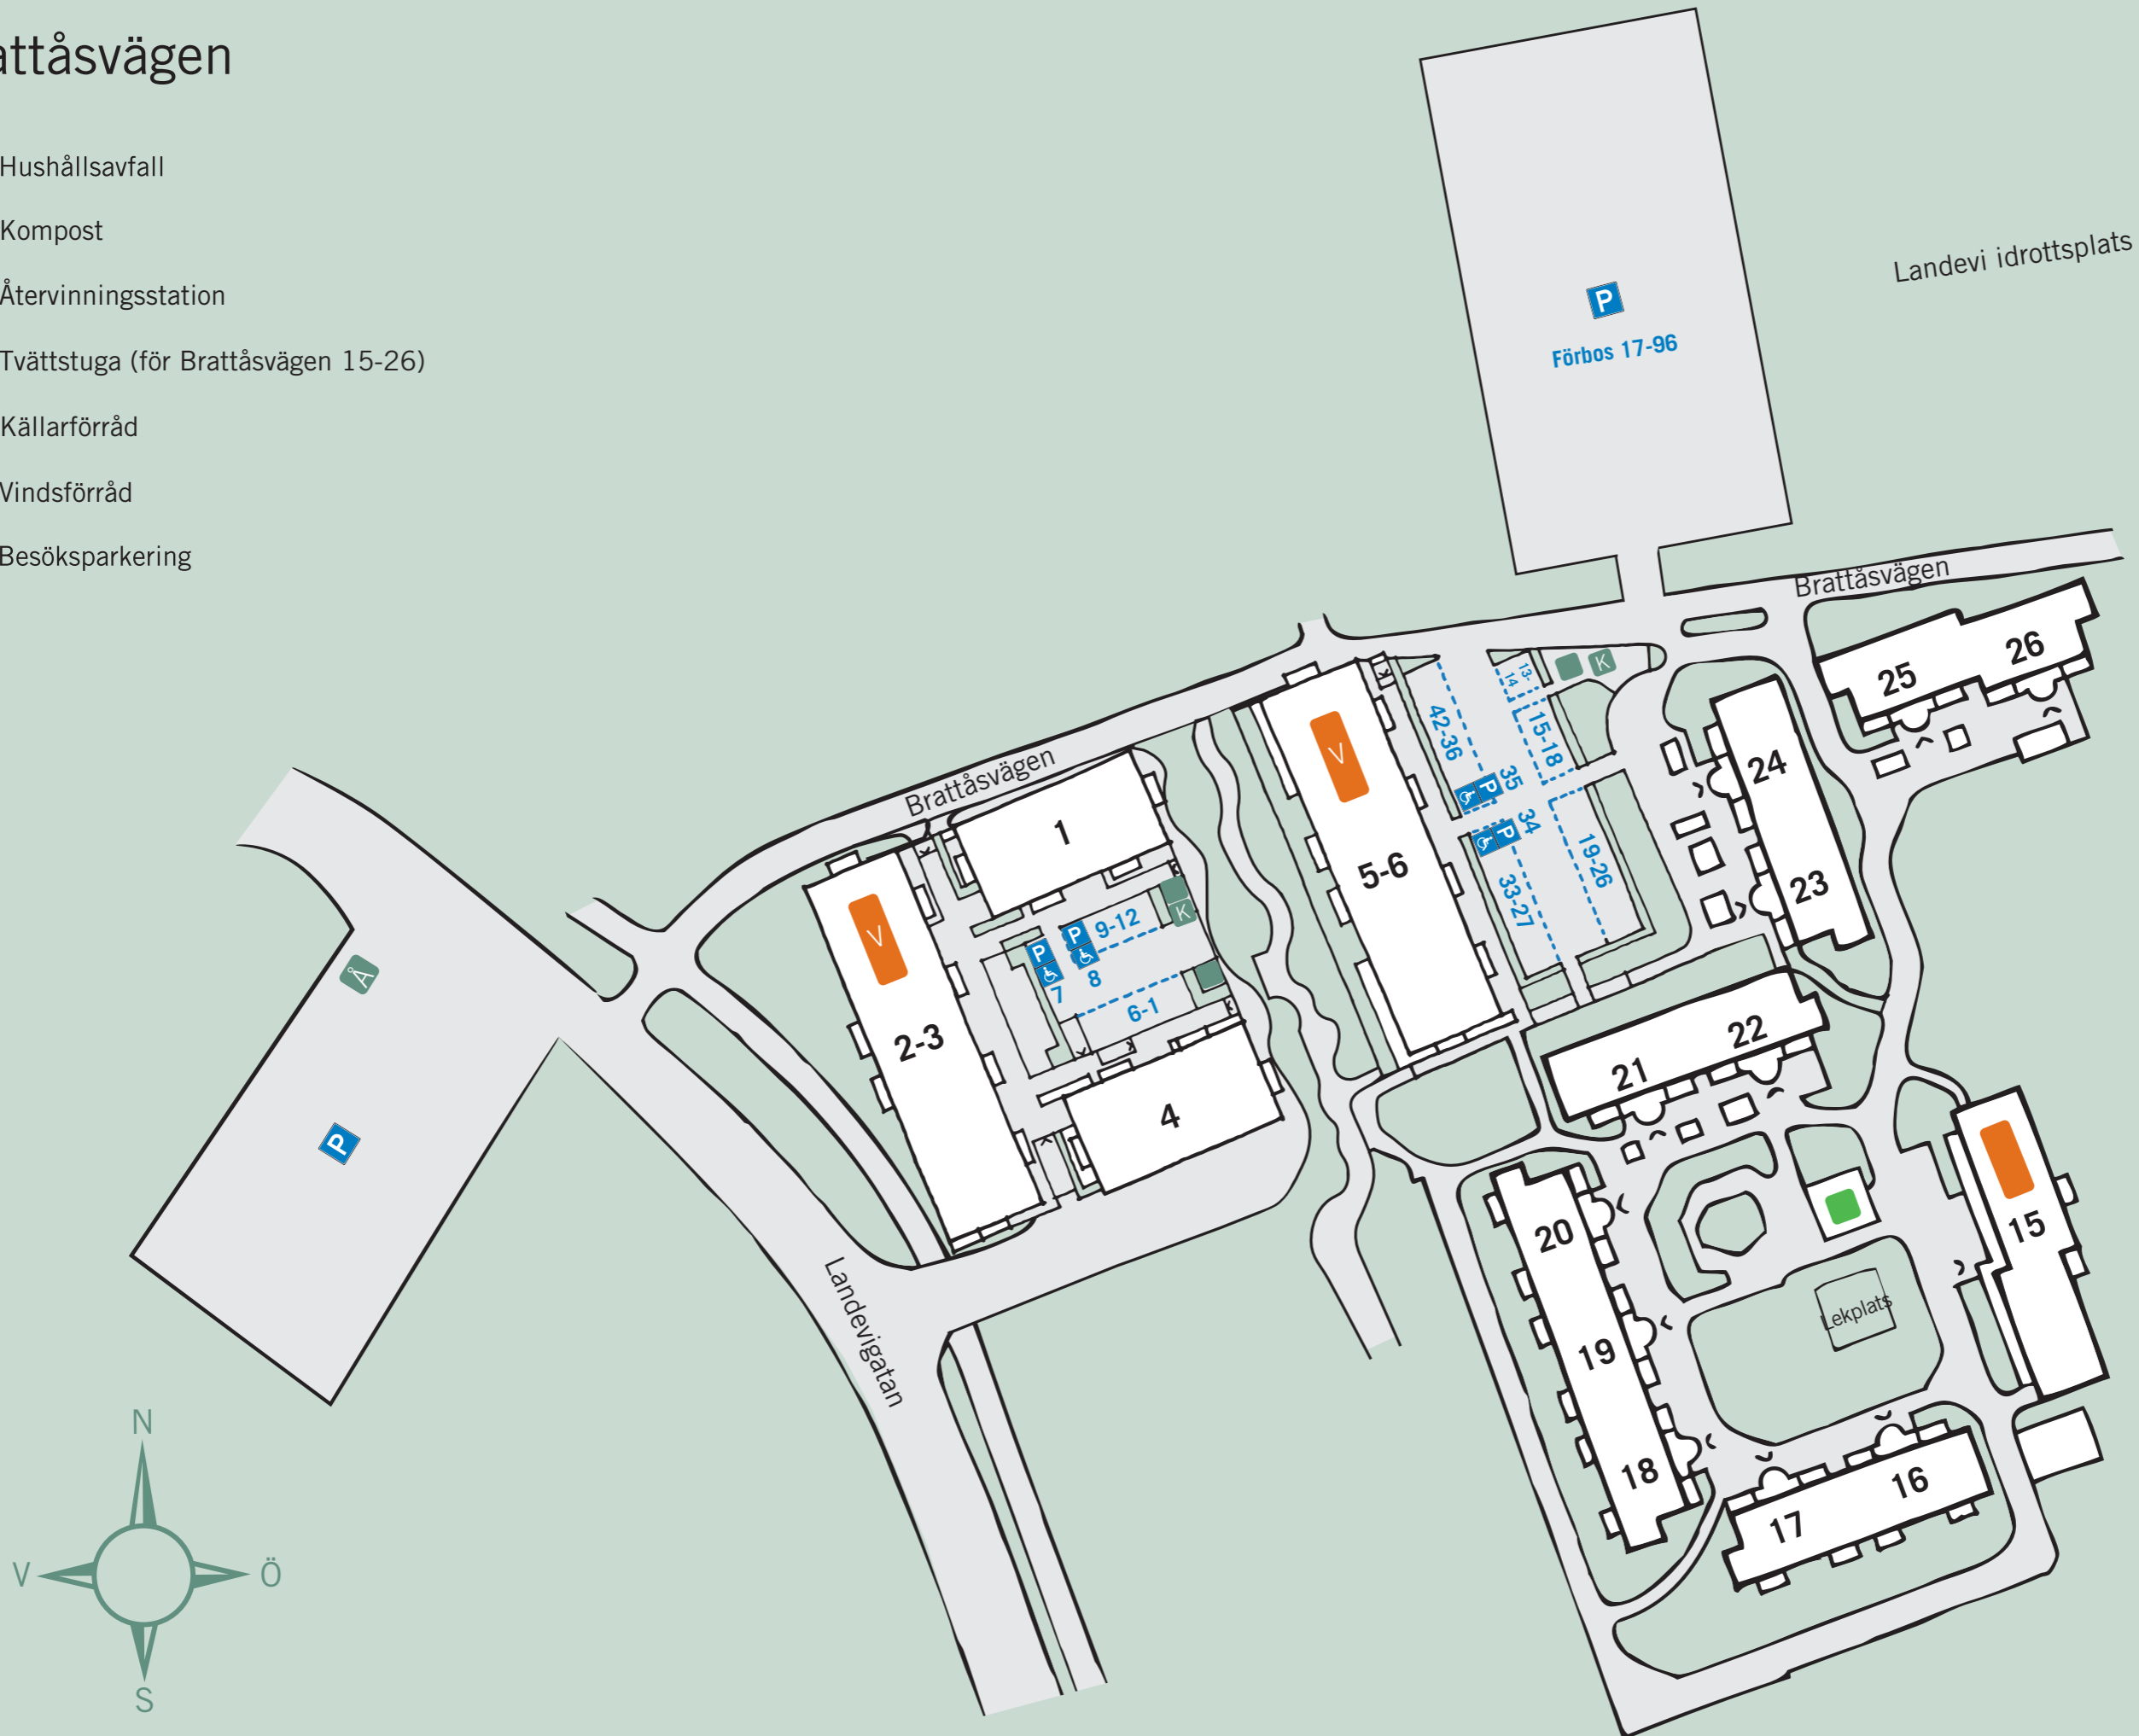 attåsvägen
Hushållsavfall
Kompost
Återvinningsstation
Tvättstuga (för Brattåsvägen 15-26)
Källarförråd
Vindsförråd
Besöksparkering
P
Förbos 17-96
Landevi idrottsplats
Brattåsvägen
25
26
K
13-
14
15-18
42-36
P
35
P
34
19-26
33-27
24
23
V
5-6
K
Brattåsvägen
1
K
V
2-3
9-12
K
P
P
8
7
6-1
4
K
Å
P
21
22
20
19
18
15
Lekplats
16
17
Landevigatan
N
V
Ö
S